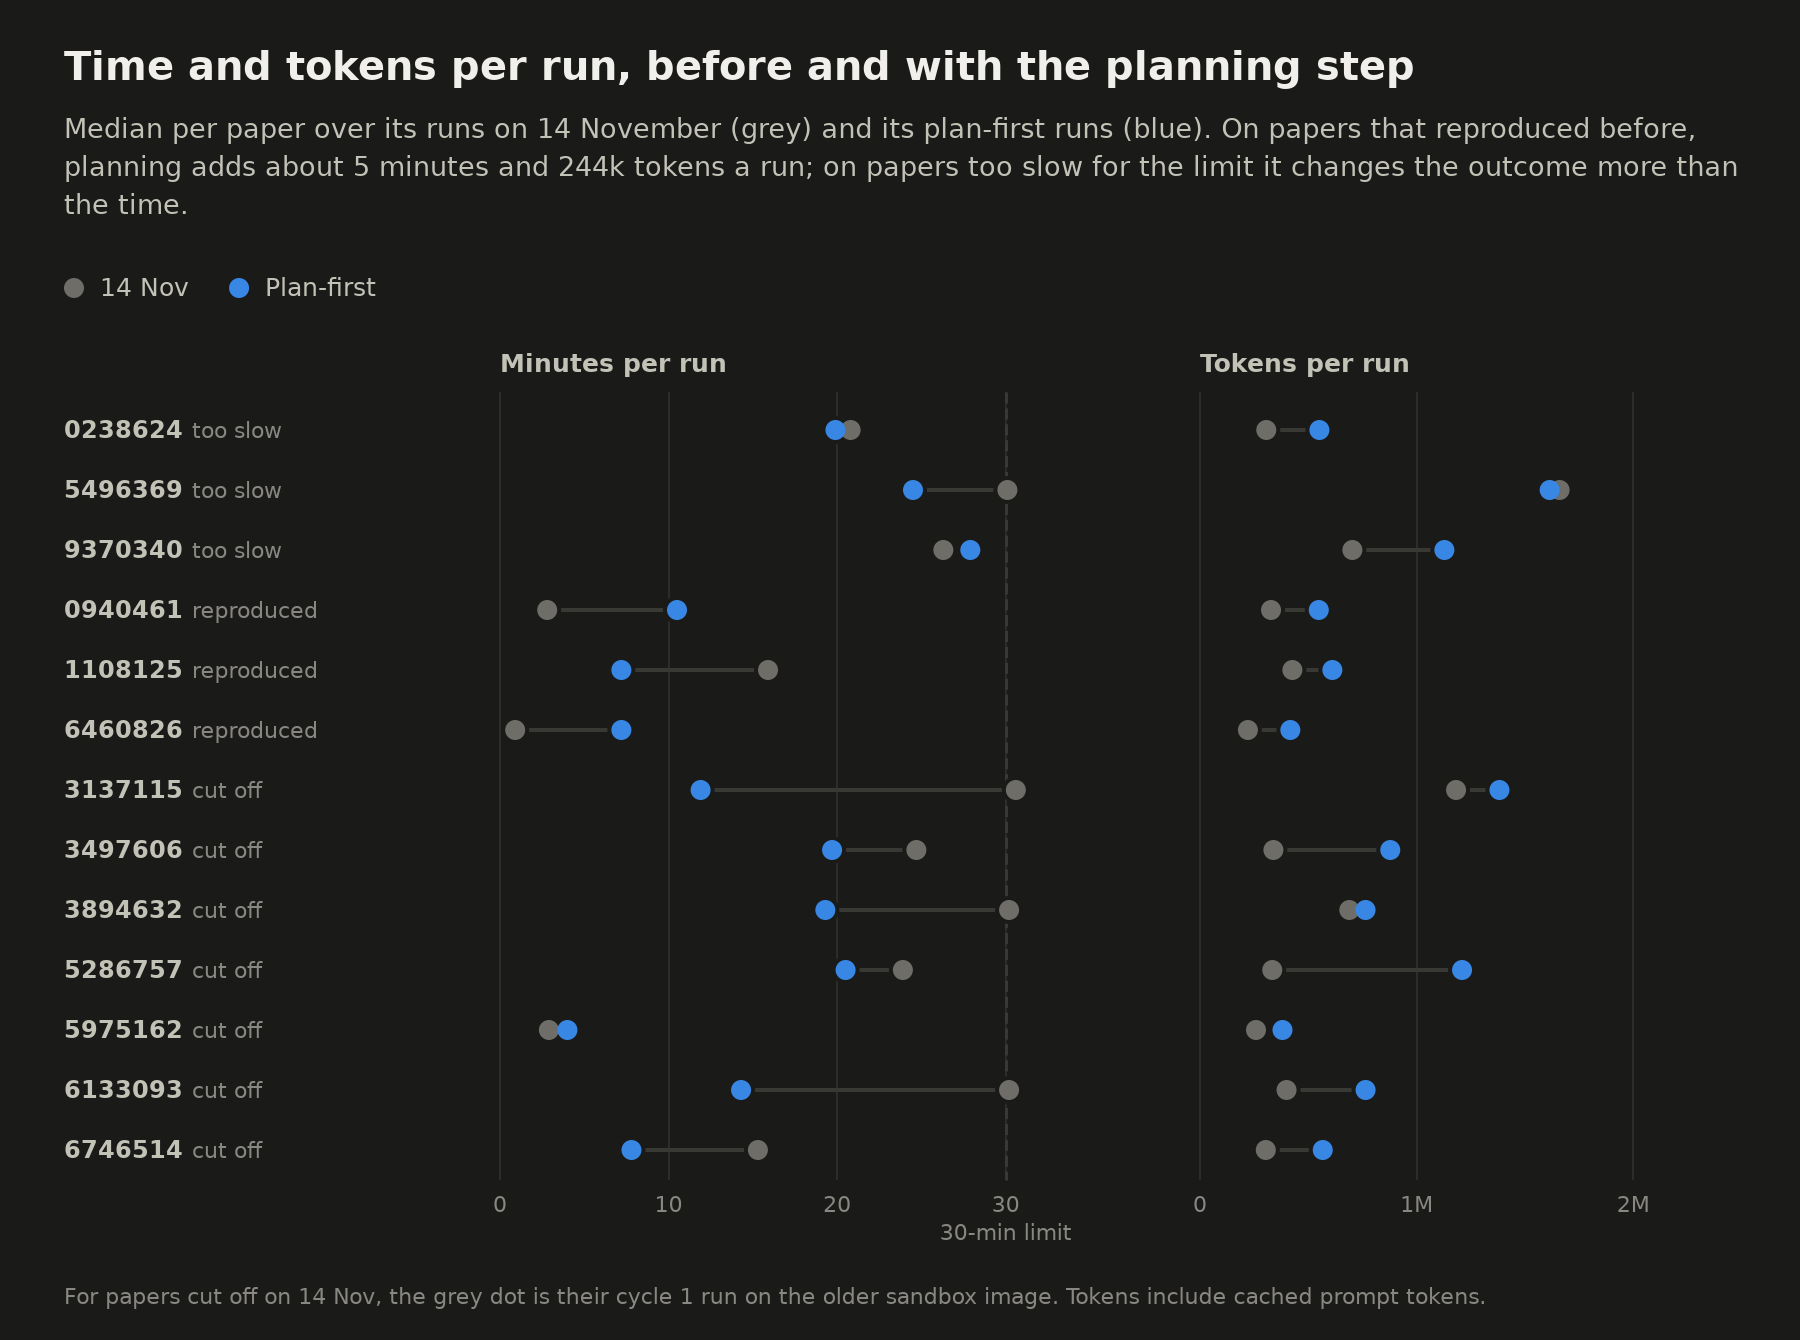 Time and tokens per run, before and with the planning step
Median per paper over its runs on 14 November (grey) and its plan-first runs (blue). On papers that reproduced before,
planning adds about 5 minutes and 244k tokens a run; on papers too slow for the limit it changes the outcome more than
the time.
14 Nov Plan-first
Minutes per run Tokens per run
0238624 too slow
5496369 too slow
9370340 too slow
0940461 reproduced
1108125 reproduced
6460826 reproduced
3137115 cut off
3497606 cut off
3894632 cut off
5286757 cut off
5975162 cut off
6133093 cut off
6746514 cut off
0 10 20 30 0 1M 2M
30-min limit
For papers cut off on 14 Nov, the grey dot is their cycle 1 run on the older sandbox image. Tokens include cached prompt tokens.